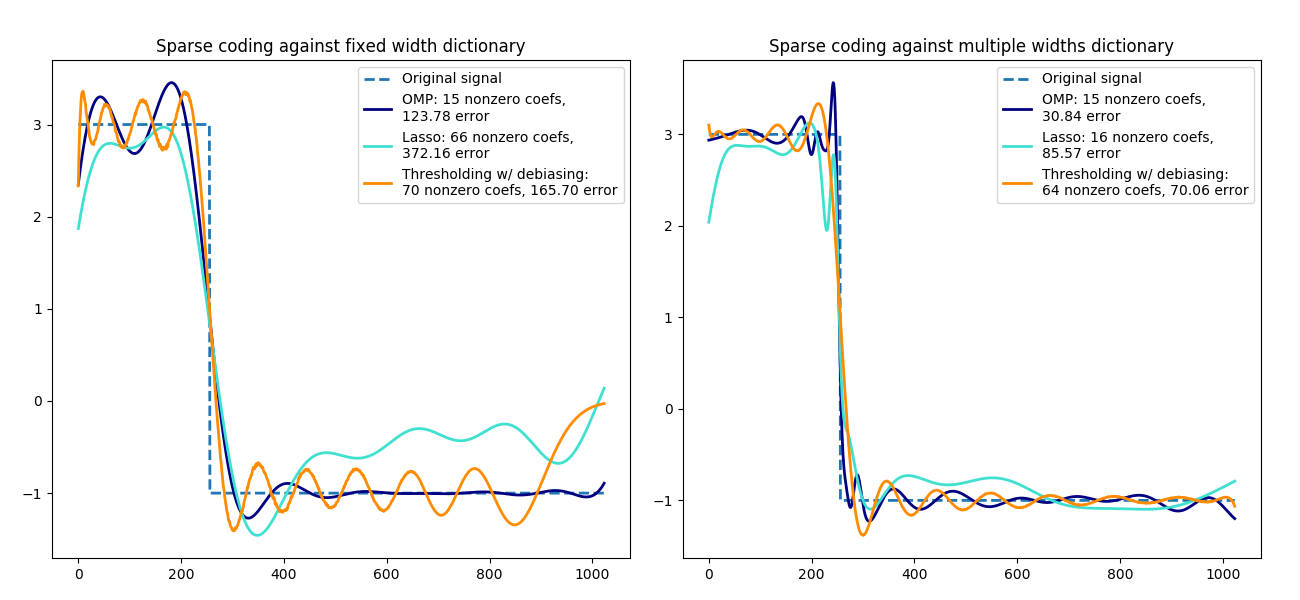 Sparse coding against fixed width dictionary
Original signal
OMP: 15 nonzero coefs,
123.78 error
Lasso: 66 nonzero coefs,
372.16 error
Thresholding w/ debiasing:
70 nonzero coefs, 165.70 error
3
2
1
0
−1
0
200
400
600
800
1000
Sparse coding against multiple widths dictionary
Original signal
OMP: 15 nonzero coefs,
30.84 error
Lasso: 16 nonzero coefs,
85.57 error
Thresholding w/ debiasing:
64 nonzero coefs, 70.06 error
3
2
1
0
−1
0
200
400
600
800
1000